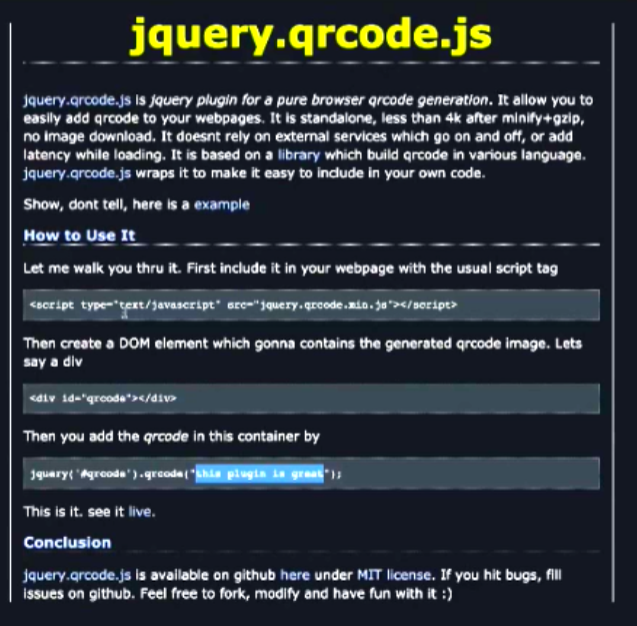 jquery.qrcode.js
jquery.qrcode.js is jquery plugin for a pure browser qrcode generation. It allow you to
easily add qrcode to your webpages. It is standalone, less than 4k after minify+gzip,
no image download. It doesnt rely on external services which go on and off, or add
latency while loading. It is based on a library which build qrcode in various language.
jquery.qrcode.js wraps it to make it easy to include in your own code.
Show, dont tell, here is a example
How to Use It
Let me walk you thru it. First include it in your webpage with the usual script tag
<script type="text/javascript" src="jquery.qrcode.min.js"></script>
Then create a DOM element which gonna contains the generated qrcode image. Lets
say a div
<div id="qrcode"></div>
Then you add the qrcode in this container by
jquery('#qrcode').qrcode("this plugin is great");
This is it. see it live.
Conclusion
jquery.qrcode.js is available on github here under MIT license. If you hit bugs, fill
issues on github. Feel free to fork, modify and have fun with it :)